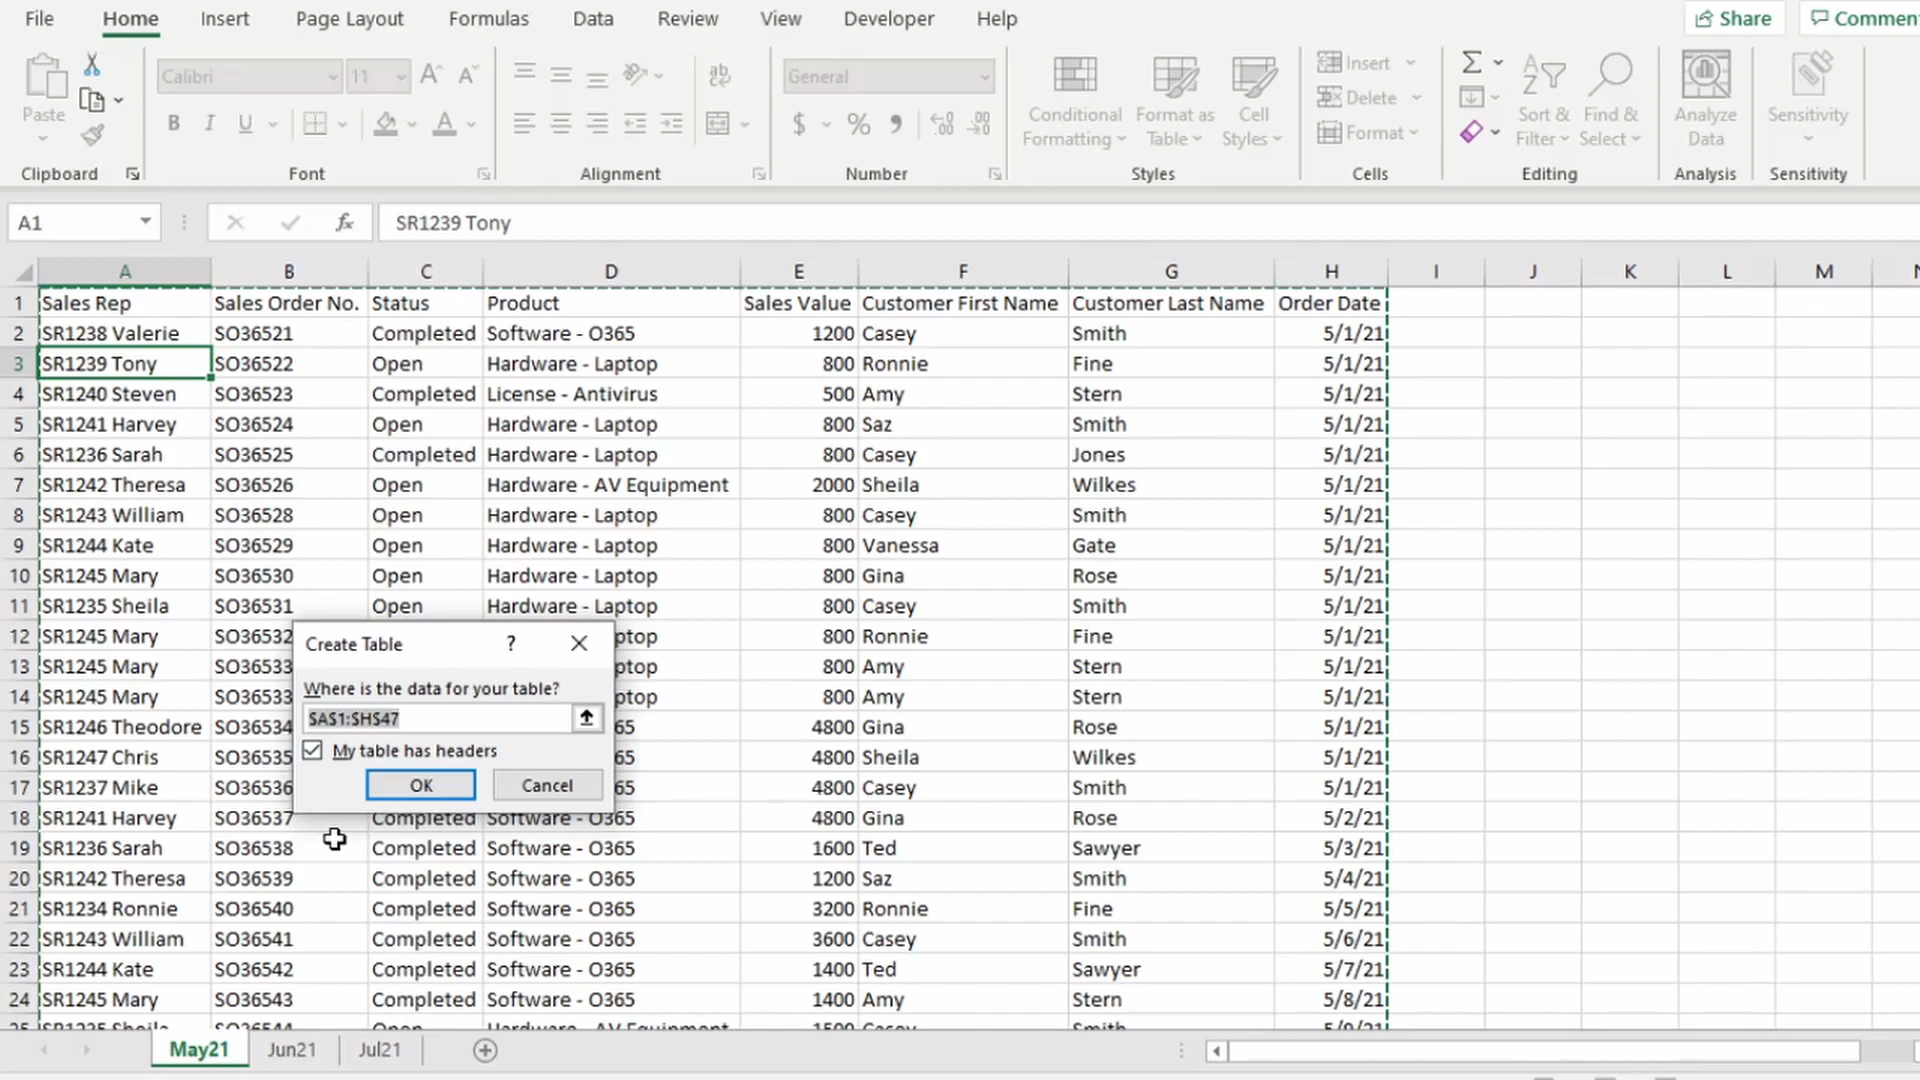 File Home Insert Page Layout Formulas Data Review View Developer Help Share
Calibri 11 General Insert
Paste Conditional Format as Cell Delete Sort & Find & Analyze Sensitivity
B I U $ % Formatting Table Styles Format Filter Select Data
Clipboard Font Alignment Number Styles Cells Editing Analysis Sensitivity
A1 fx SR1239 Tony
A B C D E F G H I J K L M
1 Sales Rep Sales Order No. Status Product Sales Value Customer First Name Customer Last Name Order Date
2 SR1238 Valerie SO36521 Completed Software - O365 1200 Casey Smith 5/1/21
3 SR1239 Tony SO36522 Open Hardware - Laptop 800 Ronnie Fine 5/1/21
4 SR1240 Steven SO36523 Completed License - Antivirus 500 Amy Stern 5/1/21
5 SR1241 Harvey SO36524 Open Hardware - Laptop 800 Saz Smith 5/1/21
6 SR1236 Sarah SO36525 Completed Hardware - Laptop 800 Casey Jones 5/1/21
7 SR1242 Theresa SO36526 Open Hardware - AV Equipment 2000 Sheila Wilkes 5/1/21
8 SR1243 William SO36528 Open Hardware - Laptop 800 Casey Smith 5/1/21
9 SR1244 Kate SO36529 Open Hardware - Laptop 800 Vanessa Gate 5/1/21
10 SR1245 Mary SO36530 Open Hardware - Laptop 800 Gina Rose 5/1/21
11 SR1235 Sheila SO36531 Open Hardware - Laptop 800 Casey Smith 5/1/21
12 SR1245 Mary SO36532 ptop 800 Ronnie Fine 5/1/21
13 SR1245 Mary SO36533 ptop 800 Amy Stern 5/1/21
14 SR1245 Mary SO36533 ptop 800 Amy Stern 5/1/21
15 SR1246 Theodore SO36534 65 4800 Gina Rose 5/1/21
16 SR1247 Chris SO36535 65 4800 Sheila Wilkes 5/1/21
17 SR1237 Mike SO36536 65 4800 Casey Smith 5/1/21
18 SR1241 Harvey SO36537 Completed Software - O365 4800 Gina Rose 5/2/21
19 SR1236 Sarah SO36538 Completed Software - O365 1600 Ted Sawyer 5/3/21
20 SR1242 Theresa SO36539 Completed Software - O365 1200 Saz Smith 5/4/21
21 SR1234 Ronnie SO36540 Completed Software - O365 3200 Ronnie Fine 5/5/21
22 SR1243 William SO36541 Completed Software - O365 3600 Casey Smith 5/6/21
23 SR1244 Kate SO36542 Completed Software - O365 1400 Ted Sawyer 5/7/21
24 SR1245 Mary SO36543 Completed Software - O365 1400 Amy Stern 5/8/21
Create Table ?
Where is the data for your table?
$A$1:$H$47
My table has headers
OK Cancel
May21 Jun21 Jul21